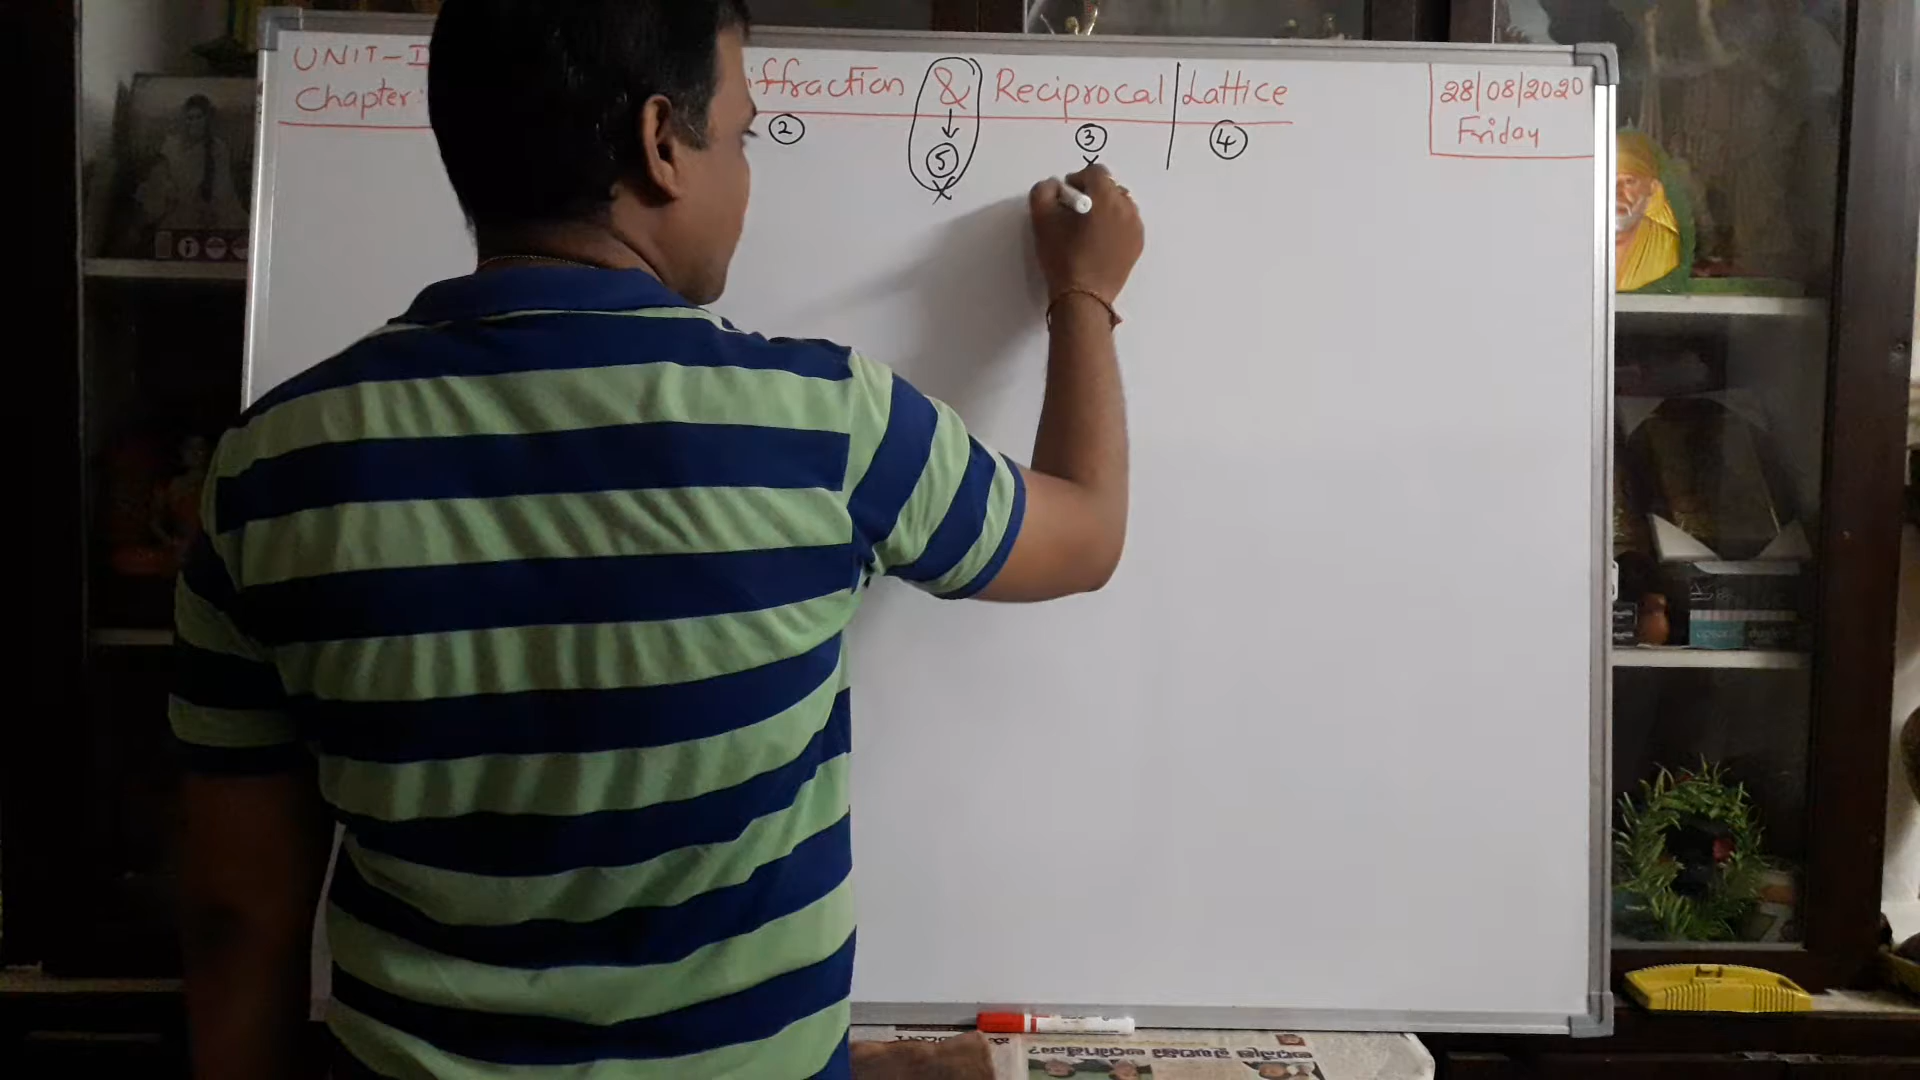 UNIT-I
Chapter: iffraction & Reciprocal Lattice
28/08/2020
Friday
② ⑤ ③ ④
x x